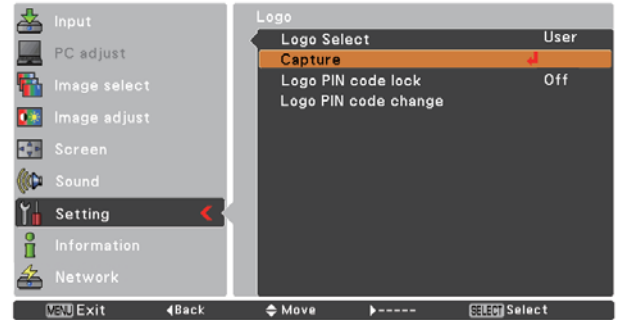 Input
PC adjust
Image select
Image adjust
Screen
Sound
Setting
Information
Network
Logo
Logo Select User
Capture
Logo PIN code lock Off
Logo PIN code change
MENU Exit Back Move ----- SELECT Select